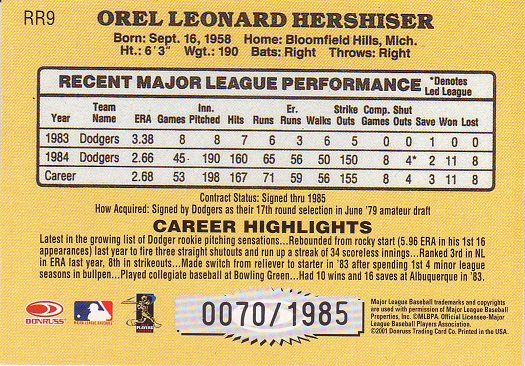 RR9
OREL LEONARD HERSHISER
Born: Sept. 16, 1958 Home: Bloomfield Hills, Mich.
Ht.: 6'3" Wgt.: 190 Bats: Right Throws: Right
RECENT MAJOR LEAGUE PERFORMANCE *Denotes Led League
Year Team Name ERA Games Inn. Pitched Hits Runs Er. Runs Walks Strike Outs Comp. Games Shut Outs Save Won Lost
1983 Dodgers 3.38 8 8 7 6 3 6 5 0 0 1 0 0
1984 Dodgers 2.66 45 190 160 65 56 50 150 8 4* 2 11 8
Career 2.68 53 198 167 71 59 56 155 8 4 3 11 8
Contract Status: Signed thru 1985
How Acquired: Signed by Dodgers as their 17th round selection in June '79 amateur draft
CAREER HIGHLIGHTS
Latest in the growing list of Dodger rookie pitching sensations...Rebounded from rocky start (5.96 ERA in his 1st 16
appearances) last year to fire three straight shutouts and run up a streak of 34 scoreless innings...Ranked 3rd in NL
in ERA last year, 8th in strikeouts...Made switch from reliever to starter in '83 after spending 1st 4 minor league
seasons in bullpen...Played collegiate baseball at Bowling Green...Had 10 wins and 16 saves at Albuquerque in '83.
DONRUSS
MAJOR LEAGUE BASEBALL
PLAYERS
0070/1985
Major League Baseball trademarks and copyrights
are used with permission of Major League Baseball
Properties, Inc. ©MLBPA. Official Licensee-Major
League Baseball Players Association.
©2001 Donruss Trading Card Co. Printed in the USA.